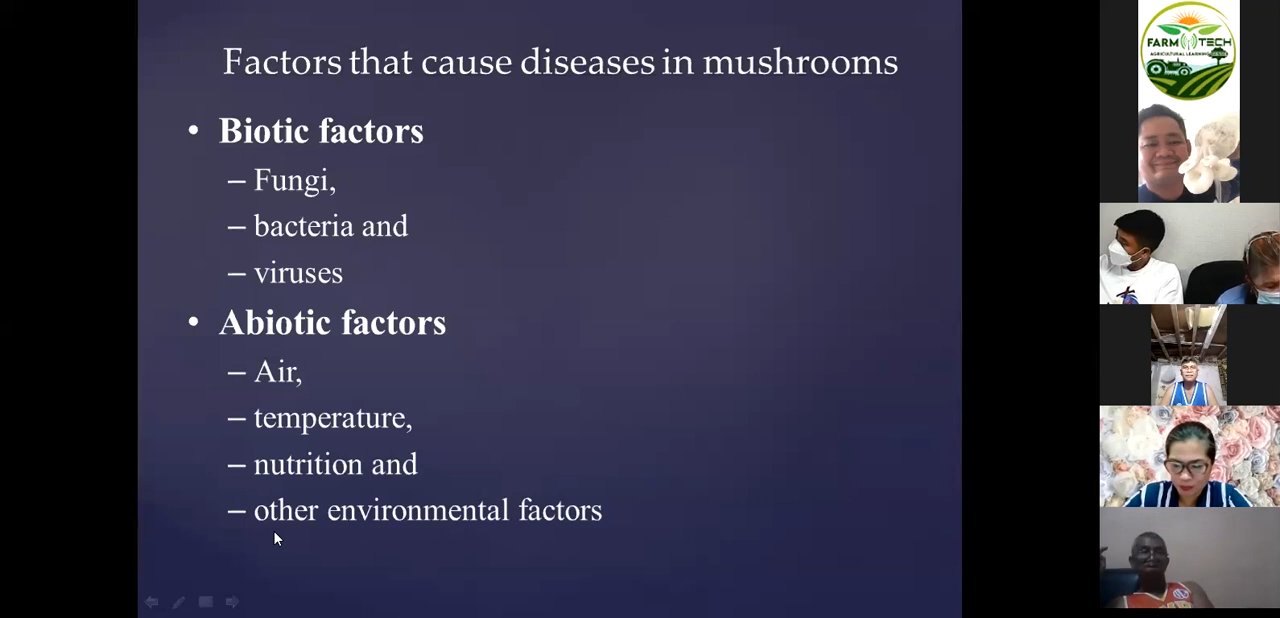 Factors that cause diseases in mushrooms
• Biotic factors
– Fungi,
– bacteria and
– viruses
• Abiotic factors
– Air,
– temperature,
– nutrition and
– other environmental factors
FARM TECH
AGRICULTURAL LEARNING